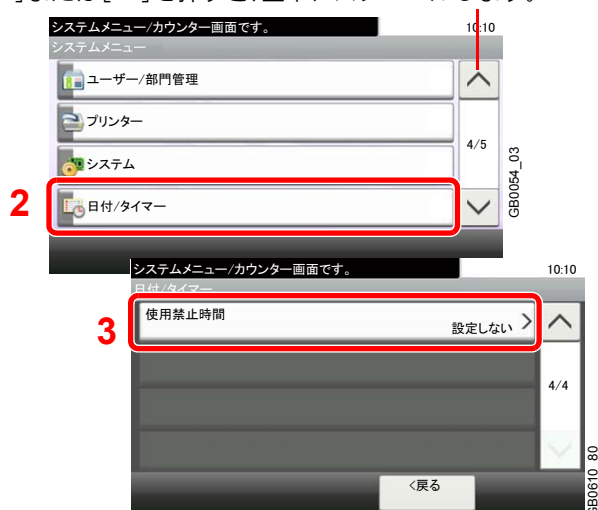 システムメニュー/カウンター画面です。 10:10
システムメニュー
ユーザー/部門管理
プリンター
4/5
システム
2 日付/タイマー
GB0054_03
システムメニュー/カウンター画面です。 10:10
日付/タイマー
3 使用禁止時間
設定しない >
4/4
<戻る
GB0610_80